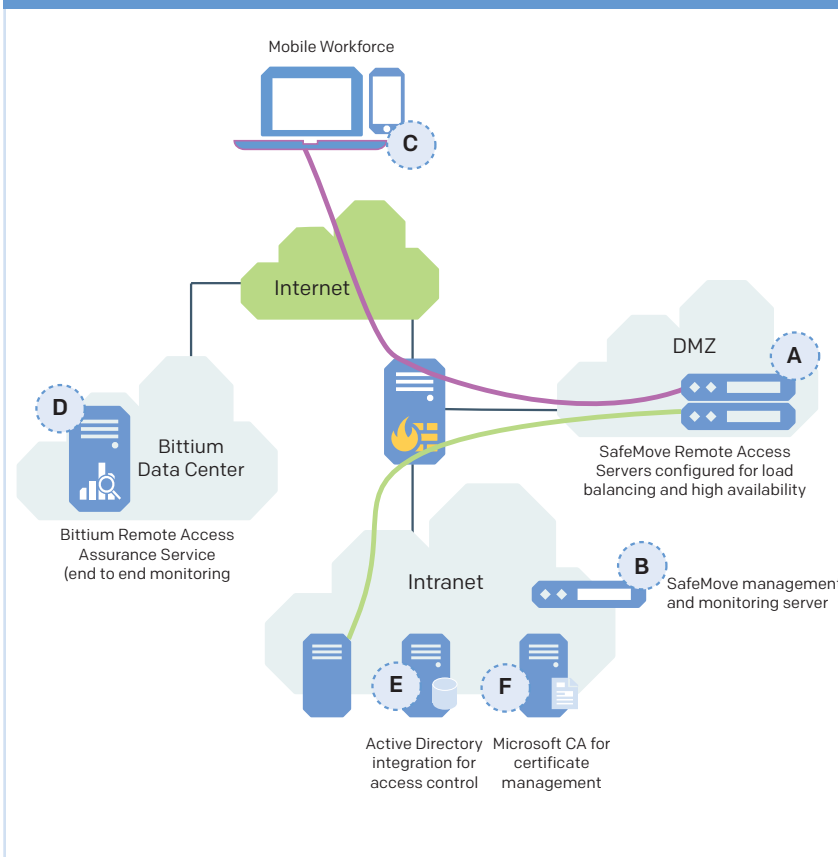 Mobile Workforce
C
Internet
DMZ
A
D
Bittium
Data Center
SafeMove Remote Access
Servers configured for load
balancing and high availability
Bittium Remote Access
Assurance Service
(end to end monitoring
Intranet
B
SafeMove management
and monitoring server
E
F
Active Directory
integration for
access control
Microsoft CA for
certificate
management